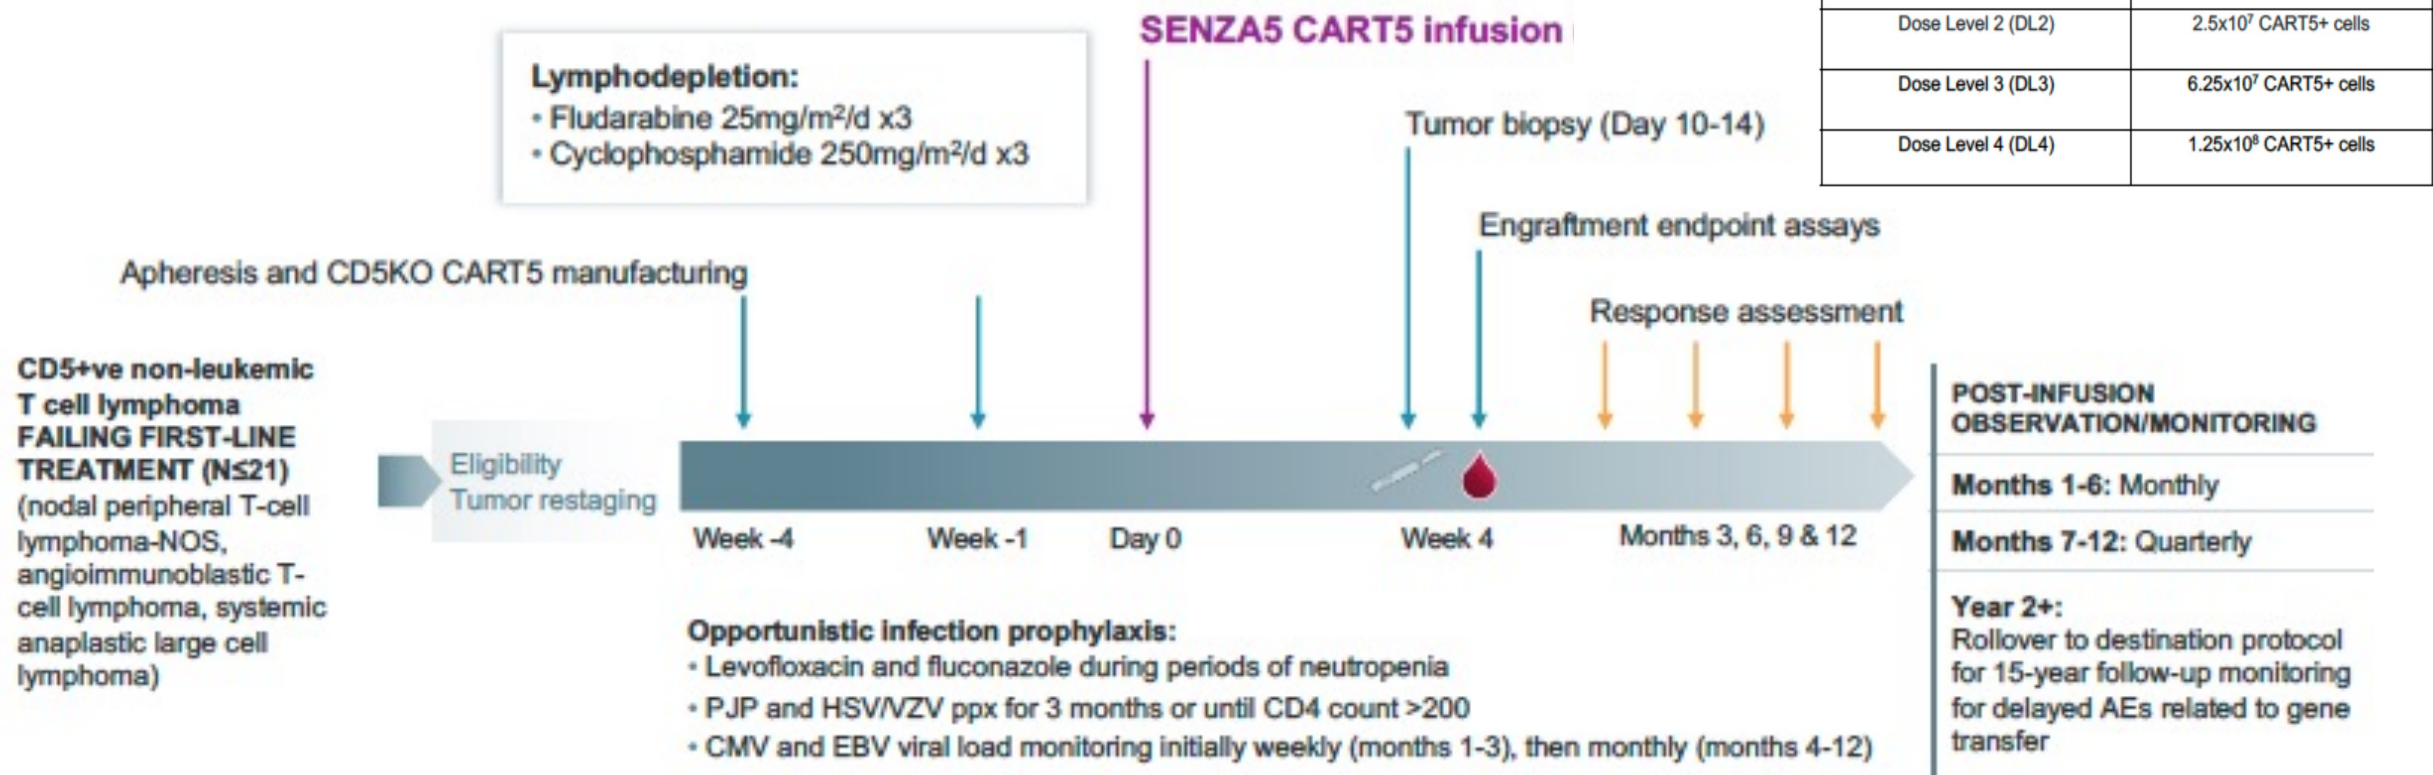 SENZA5 CART5 infusion
Dose Level 2 (DL2) 2.5x10⁷ CART5+ cells
Dose Level 3 (DL3) 6.25x10⁷ CART5+ cells
Dose Level 4 (DL4) 1.25x10⁸ CART5+ cells
Lymphodepletion:
• Fludarabine 25mg/m²/d x3
• Cyclophosphamide 250mg/m²/d x3
Tumor biopsy (Day 10-14)
Engraftment endpoint assays
Apheresis and CD5KO CART5 manufacturing
Response assessment
CD5+ve non-leukemic
T cell lymphoma
FAILING FIRST-LINE
TREATMENT (N≤21)
(nodal peripheral T-cell
lymphoma-NOS,
angioimmunoblastic T-
cell lymphoma, systemic
anaplastic large cell
lymphoma)
Eligibility
Tumor restaging
Week -4
Week -1
Day 0
Week 4
Months 3, 6, 9 & 12
Opportunistic infection prophylaxis:
• Levofloxacin and fluconazole during periods of neutropenia
• PJP and HSV/VZV ppx for 3 months or until CD4 count >200
• CMV and EBV viral load monitoring initially weekly (months 1-3), then monthly (months 4-12)
POST-INFUSION
OBSERVATION/MONITORING
Months 1-6: Monthly
Months 7-12: Quarterly
Year 2+:
Rollover to destination protocol
for 15-year follow-up monitoring
for delayed AEs related to gene
transfer